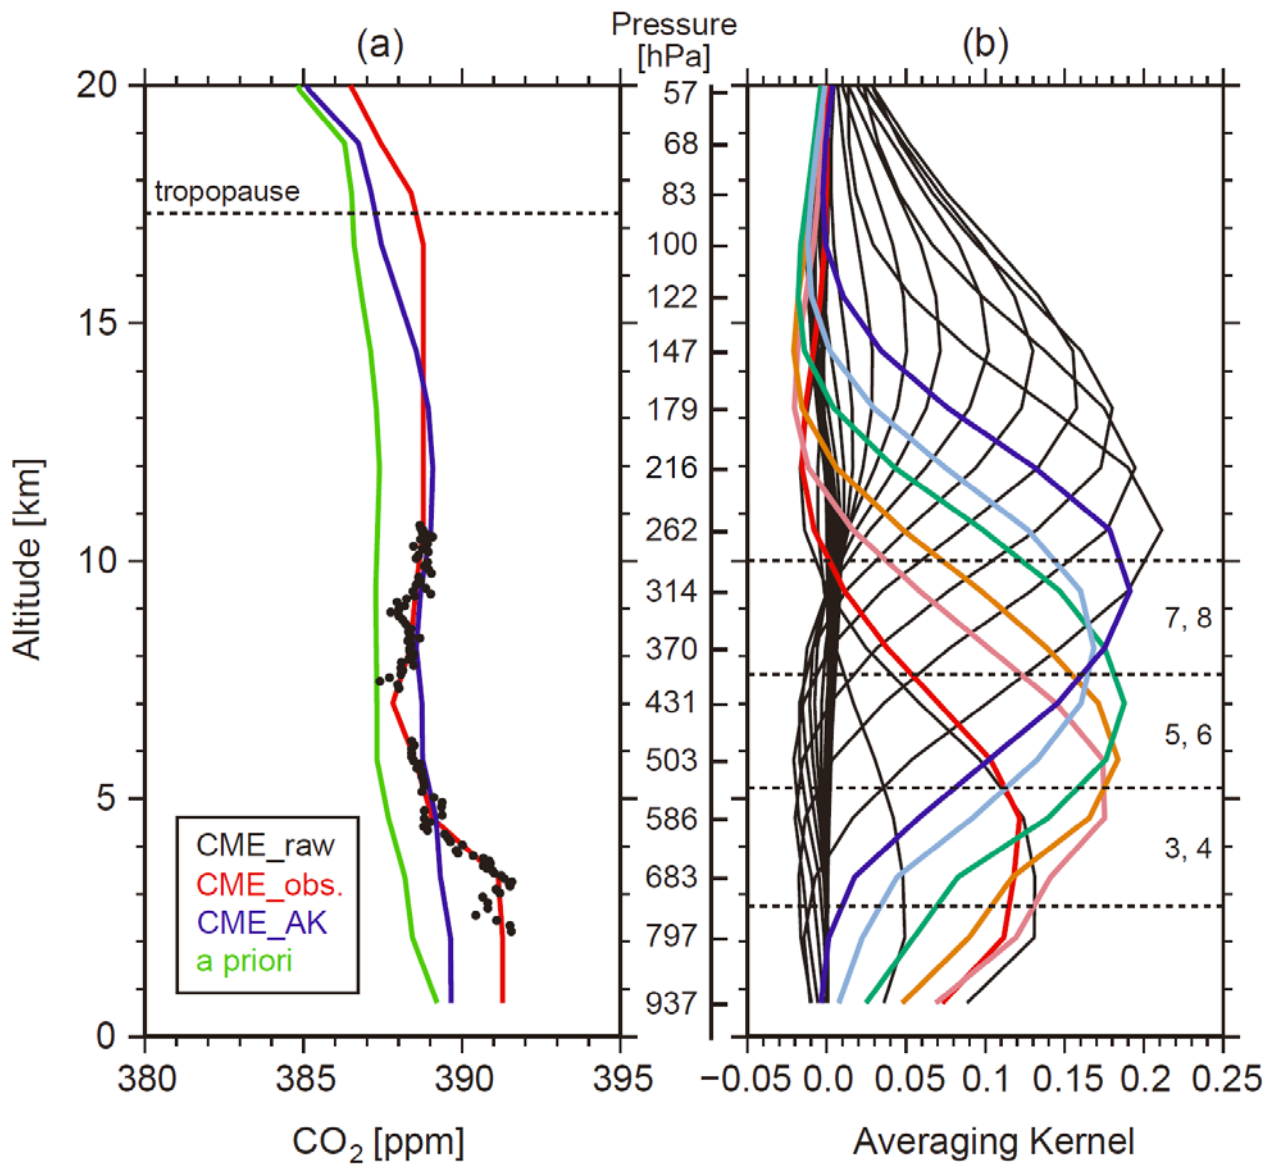 (a)
Pressure
[hPa]
(b)
20
15
10
5
0
Altitude [km]
tropopause
CME_raw
CME_obs.
CME_AK
a priori
380
385
390
395
CO₂ [ppm]
57
68
83
100
122
147
179
216
262
314
370
431
503
586
683
797
937
7, 8
5, 6
3, 4
−0.05 0.0 0.05 0.1 0.15 0.2 0.25
Averaging Kernel